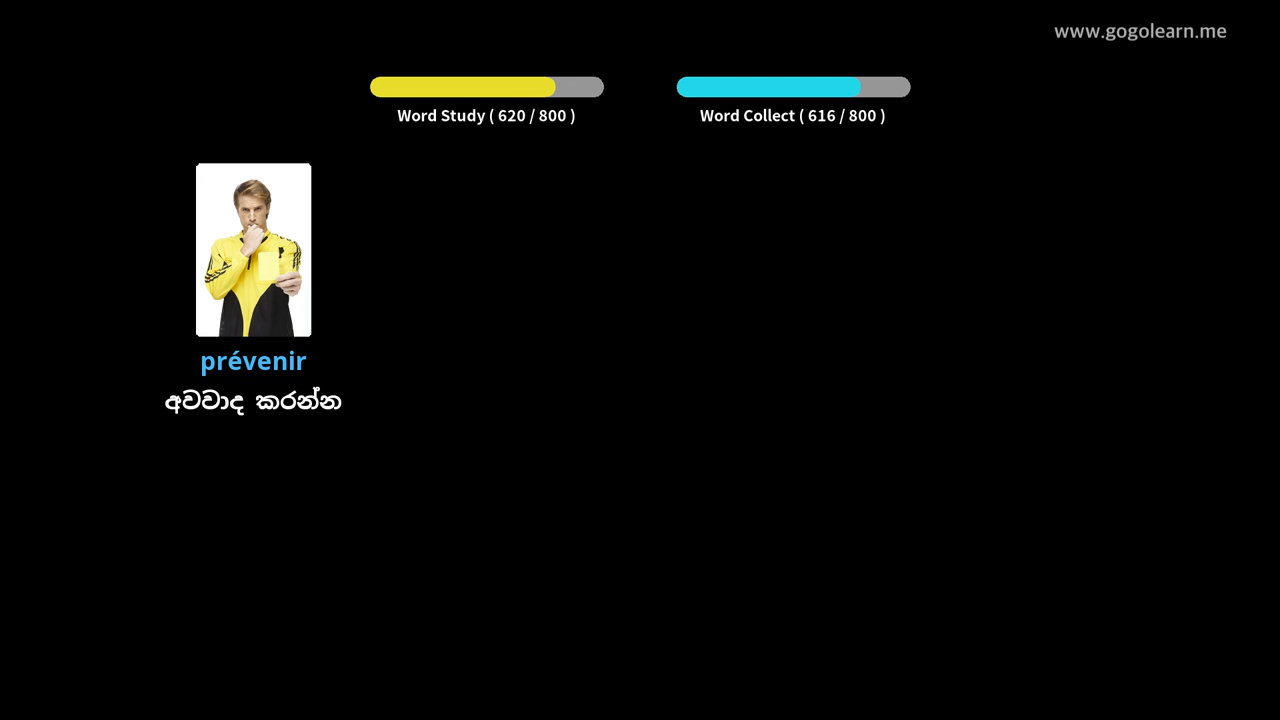 www.gogolearn.me
Word Study ( 620 / 800 )
Word Collect ( 616 / 800 )
prévenir
අවවාද කරන්න